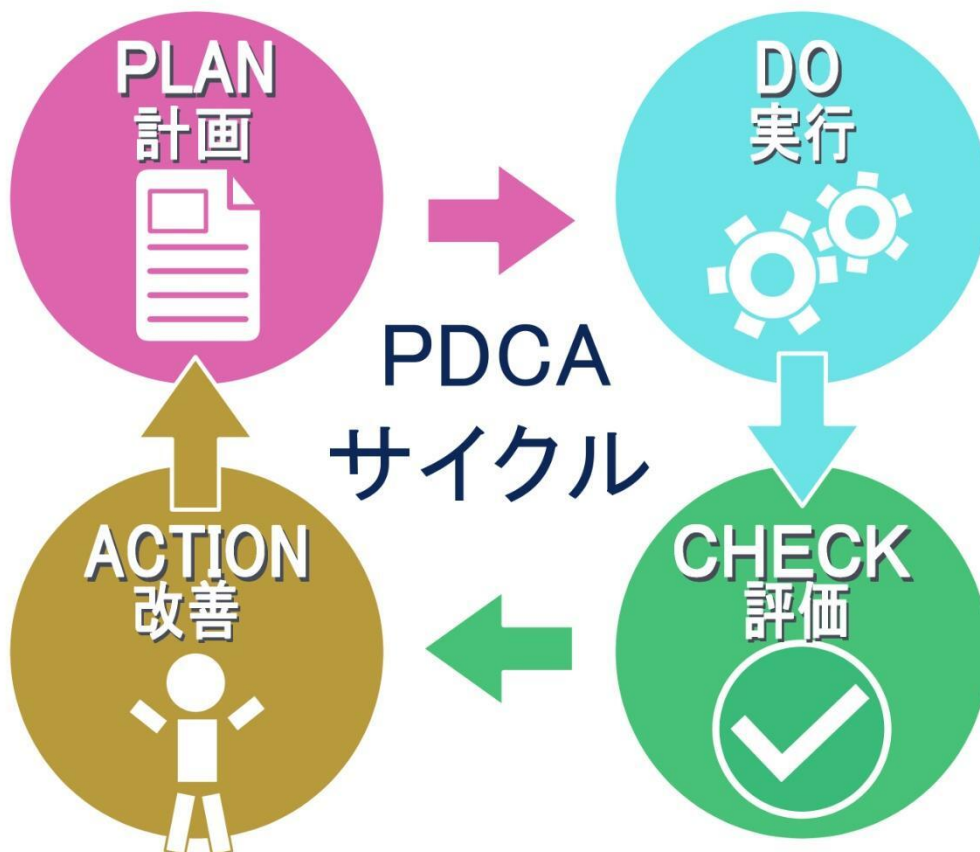 PLAN
計画
DO
実行
PDCA
サイクル
ACTION
改善
CHECK
評価